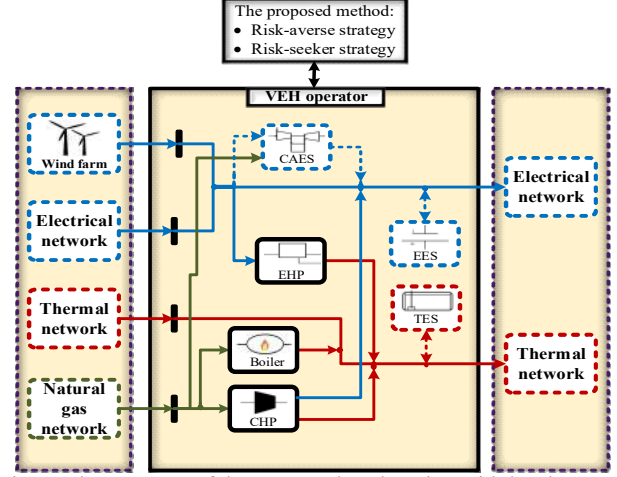 The proposed method:
• Risk-averse strategy
• Risk-seeker strategy
VEH operator
Wind farm
Electrical
network
Thermal
network
Natural
gas
network
CAES
EHP
Boiler
CHP
EES
TES
Electrical
network
Thermal
network